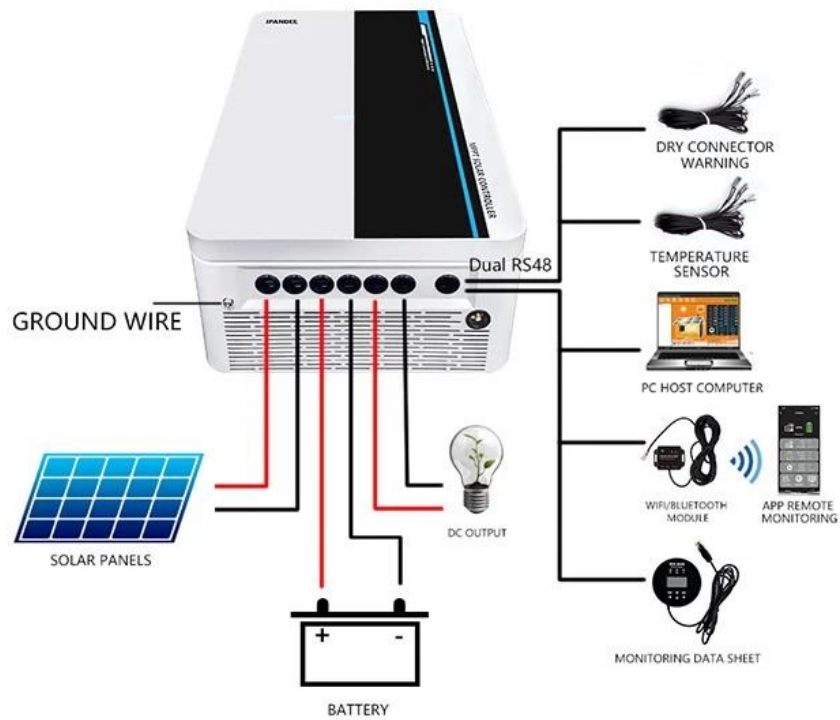 IPANDEE
MPPT SOLAR CONTROLLER
Dual RS48
GROUND WIRE
DRY CONNECTOR
WARNING
TEMPERATURE
SENSOR
PC HOST COMPUTER
WIFI/BLUETOOTH
MODULE
APP REMOTE
MONITORING
MONITORING DATA SHEET
SOLAR PANELS
DC OUTPUT
+ -
BATTERY